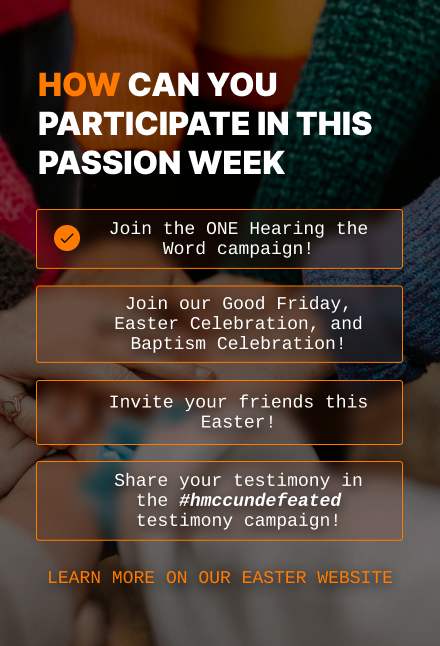 HOW CAN YOU
PARTICIPATE IN THIS
PASSION WEEK
Join the ONE Hearing the
Word campaign!
Join our Good Friday,
Easter Celebration, and
Baptism Celebration!
Invite your friends this
Easter!
Share your testimony in
the #hmccundefeated
testimony campaign!
LEARN MORE ON OUR EASTER WEBSITE